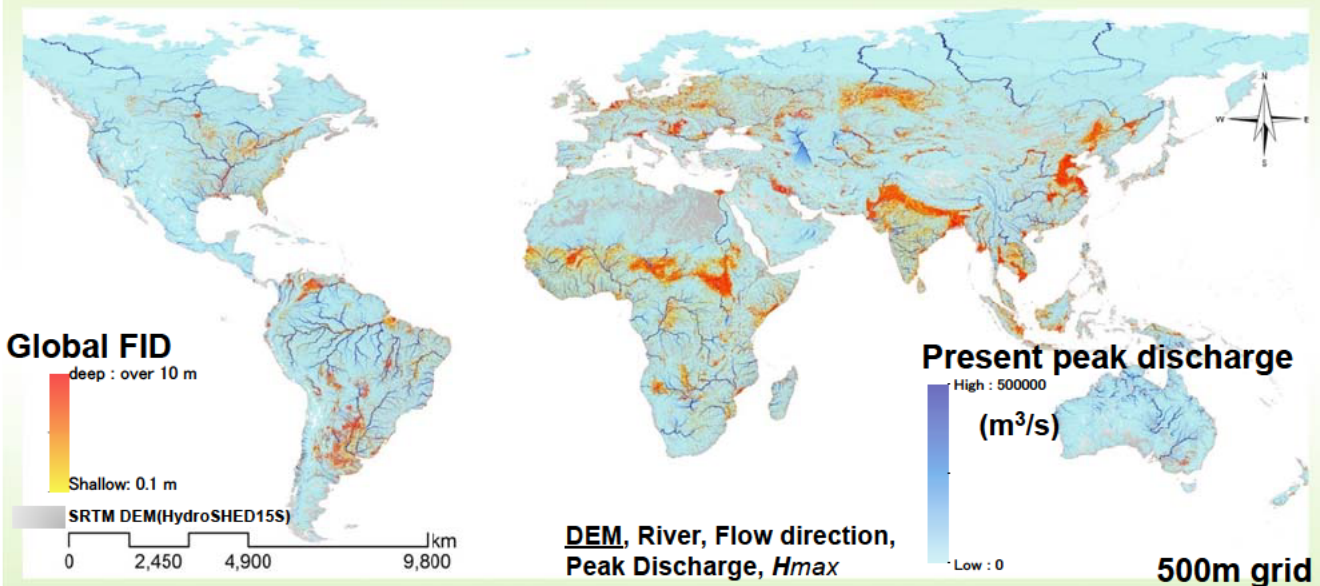 N
W
E
S
Global FID
deep : over 10 m
Shallow: 0.1 m
SRTM DEM(HydroSHED15S)
km
0 2,450 4,900 9,800
DEM, River, Flow direction,
Peak Discharge, Hmax
Present peak discharge
High : 500000
(m³/s)
Low : 0
500m grid